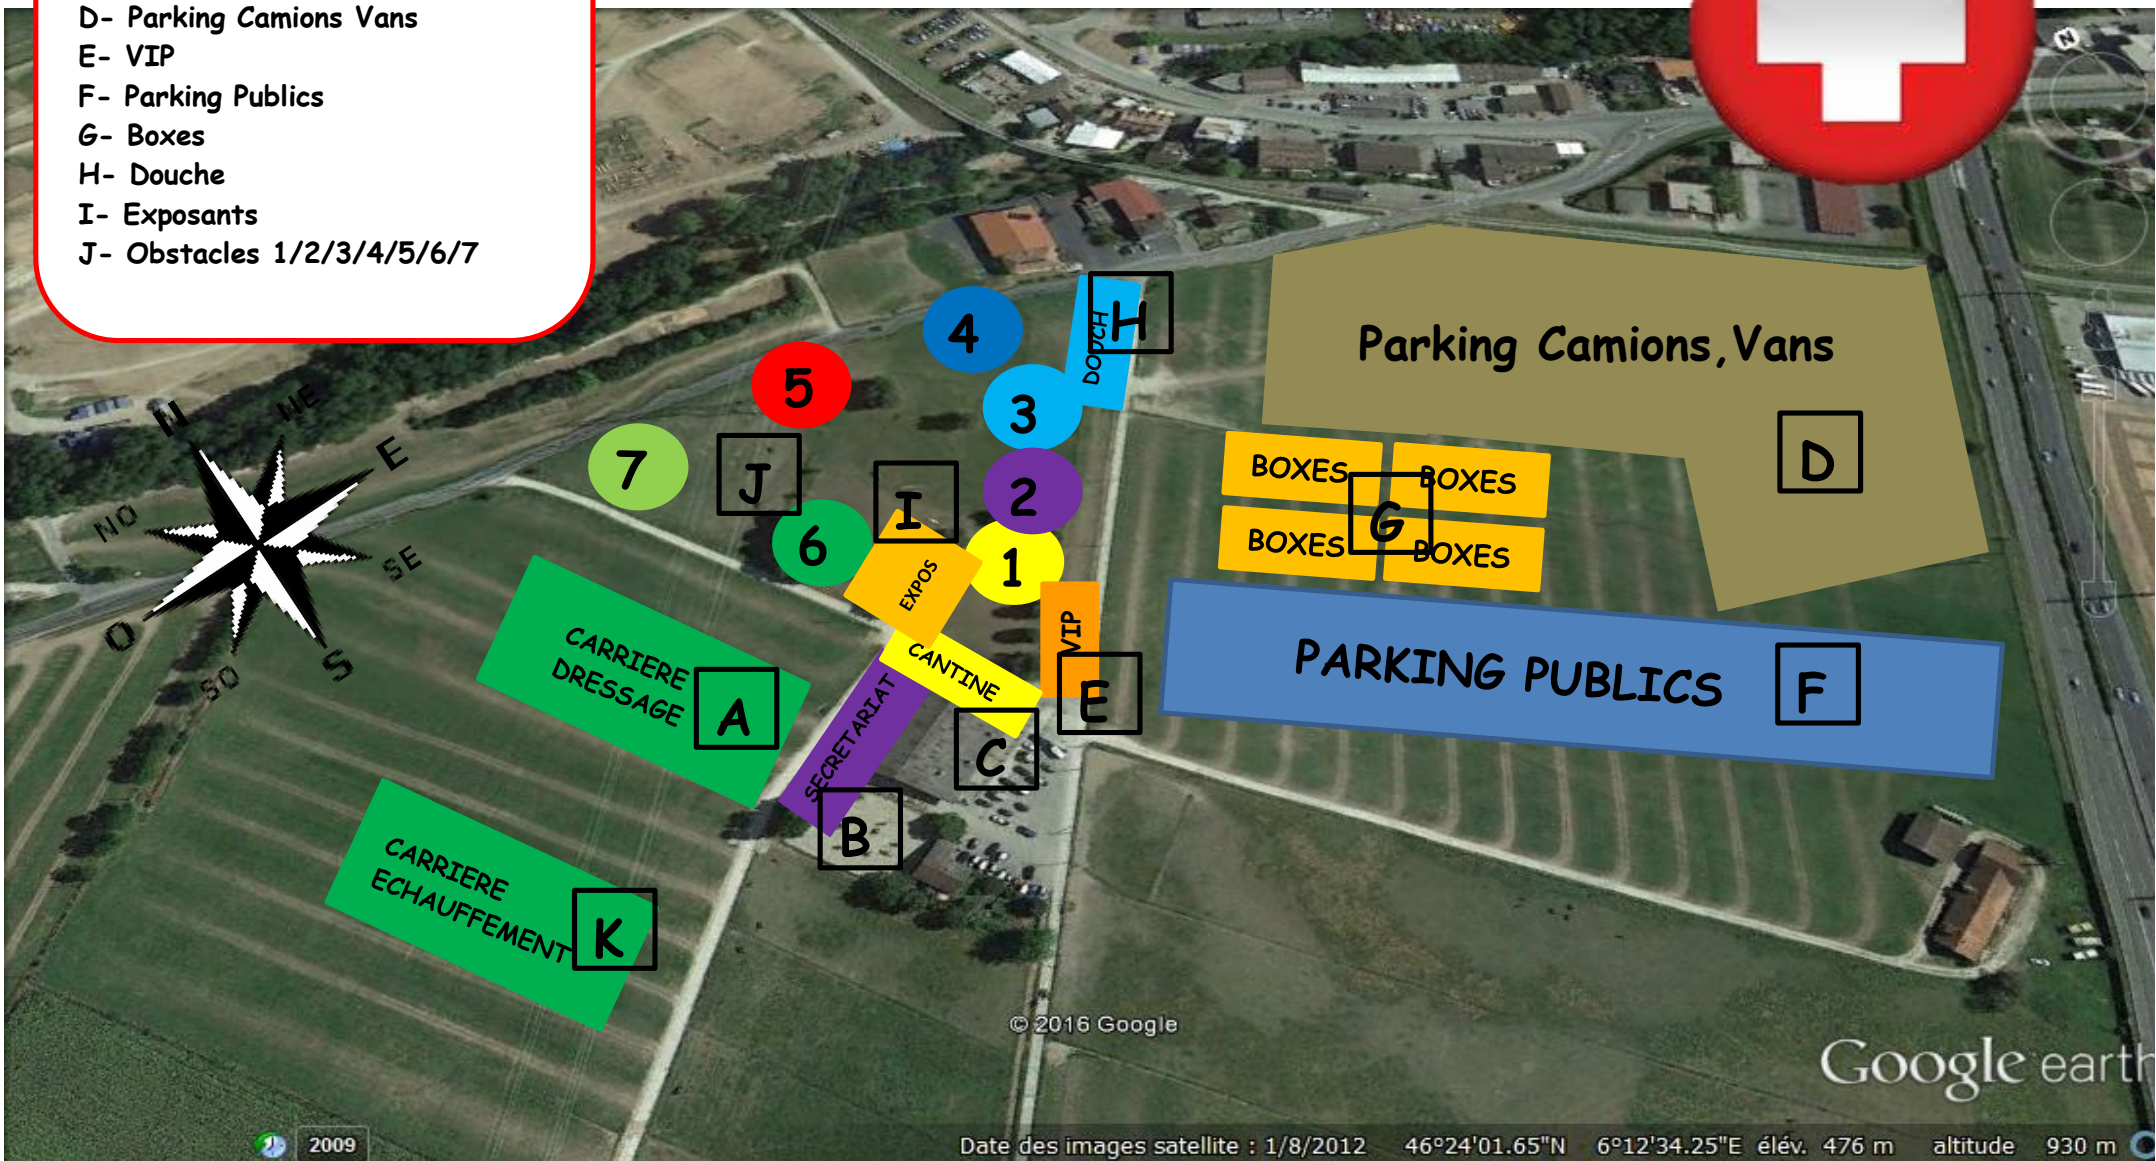 D- Parking Camions Vans
E- VIP
F- Parking Publics
G- Boxes
H- Douche
I- Exposants
J- Obstacles 1/2/3/4/5/6/7
N
H
DOUCH
4
Parking Camions,Vans
3
5
N
NE
E
NO
SE
O
SO
S
7
J
I
2
D
BOXES
BOXES
G
BOXES
BOXES
6
1
EXPOS
VIP
E
CARRIERE
DRESSAGE
A
CANTINE
SECRETARIAT
C
B
PARKING PUBLICS
F
CARRIERE
ECHAUFFEMENT
K
© 2016 Google
Google earth
2009
Date des images satellite : 1/8/2012 46°24'01.65"N 6°12'34.25"E élév. 476 m altitude 930 m